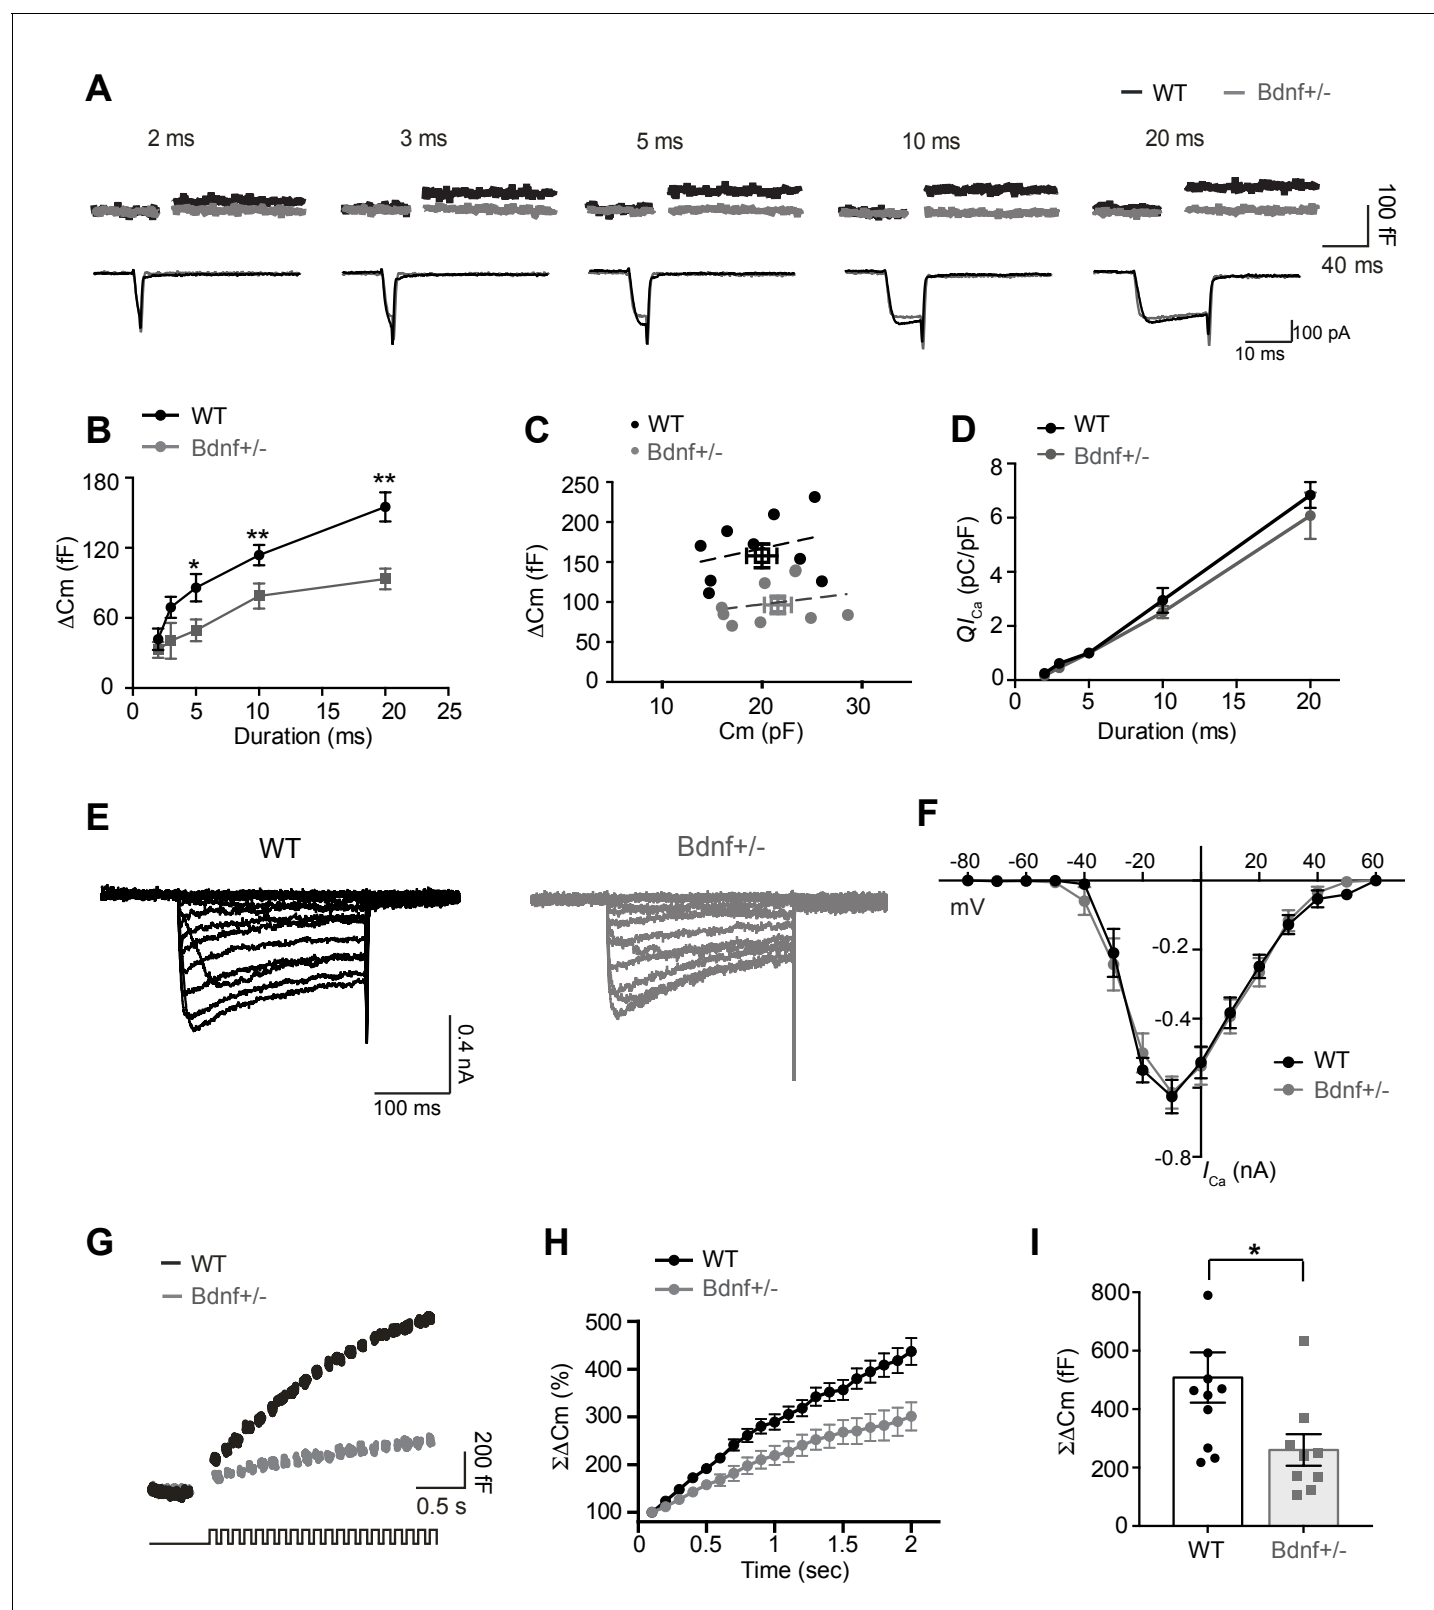 A
WT Bdnf+/-
2 ms 3 ms 5 ms 10 ms 20 ms
100 fF
40 ms
100 pA
10 ms
B
WT
Bdnf+/-
ΔCm (fF)
180
120
60
0
* ** **
0 5 10 15 20 25
Duration (ms)
C
WT
Bdnf+/-
ΔCm (fF)
250
200
150
100
50
0
10 20 30
Cm (pF)
D
WT
Bdnf+/-
QICa (pC/pF)
8
6
4
2
0
0 5 10 15 20
Duration (ms)
E
WT Bdnf+/-
0.4 nA
100 ms
F
-80 -60 -40 -20 20 40 60
mV
-0.2
-0.4
-0.8
ICa (nA)
WT
Bdnf+/-
G
WT
Bdnf+/-
200 fF
0.5 s
H
WT
Bdnf+/-
ΣΔCm (%)
500
400
300
200
100
0 0.5 1 1.5 2
Time (sec)
I
*
ΣΔCm (fF)
800
600
400
200
0
WT Bdnf+/-